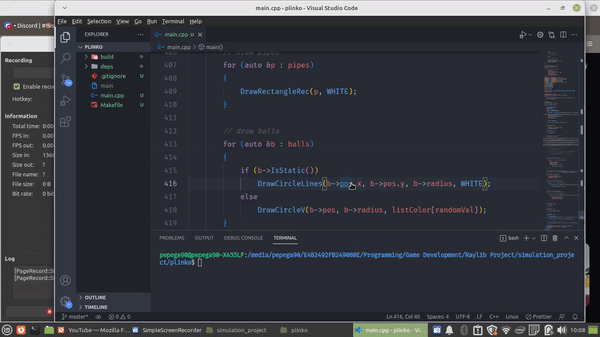 main.cpp - plinko - Visual Studio Code
File Edit Selection View Go Run Terminal Help
Discord |
Recording
Enable recor
Hotkey:
Information
Total time: 0:0
FPS in: 0.0
FPS out: 0.0
Size in: 136
Size out: ?
File name: ?
File size: 0 B
Bitrate: ?
Log
[PageRecord::S
[PageRecord::S
EXPLORER
PLINKO
build
deps
.gitignore U
main
main.cpp U
Makefile U
OUTLINE
TIMELINE
main.cpp U
main.cpp > main()
406 // draw pipes
407 for (auto &p : pipes)
408 {
409 DrawRectangleRec(p, WHITE);
410 }
411
412 // draw balls
413 for (auto &b : balls)
414 {
415 if (b->IsStatic())
416 DrawCircleLines(b->pos.x, b->pos.y, b->radius, WHITE);
417 else
418 DrawCircleV(b->pos, b->radius, listColor[randomVal]);
419 }
PROBLEMS OUTPUT DEBUG CONSOLE TERMINAL
bash
pepega90@pepega90-X455LF:/media/pepega90/E482492FB249080E/Programming/Game Development/Raylib Project/simulation_proje
ct/plinko$
master* 0 0 Ln 416, Col 40 Spaces: 4 UTF-8 LF C++ Linux Prettier
YouTube — Mozilla F... SimpleScreenRecorder simulation_project plinko main.cpp - plinko - Vis... 10:08